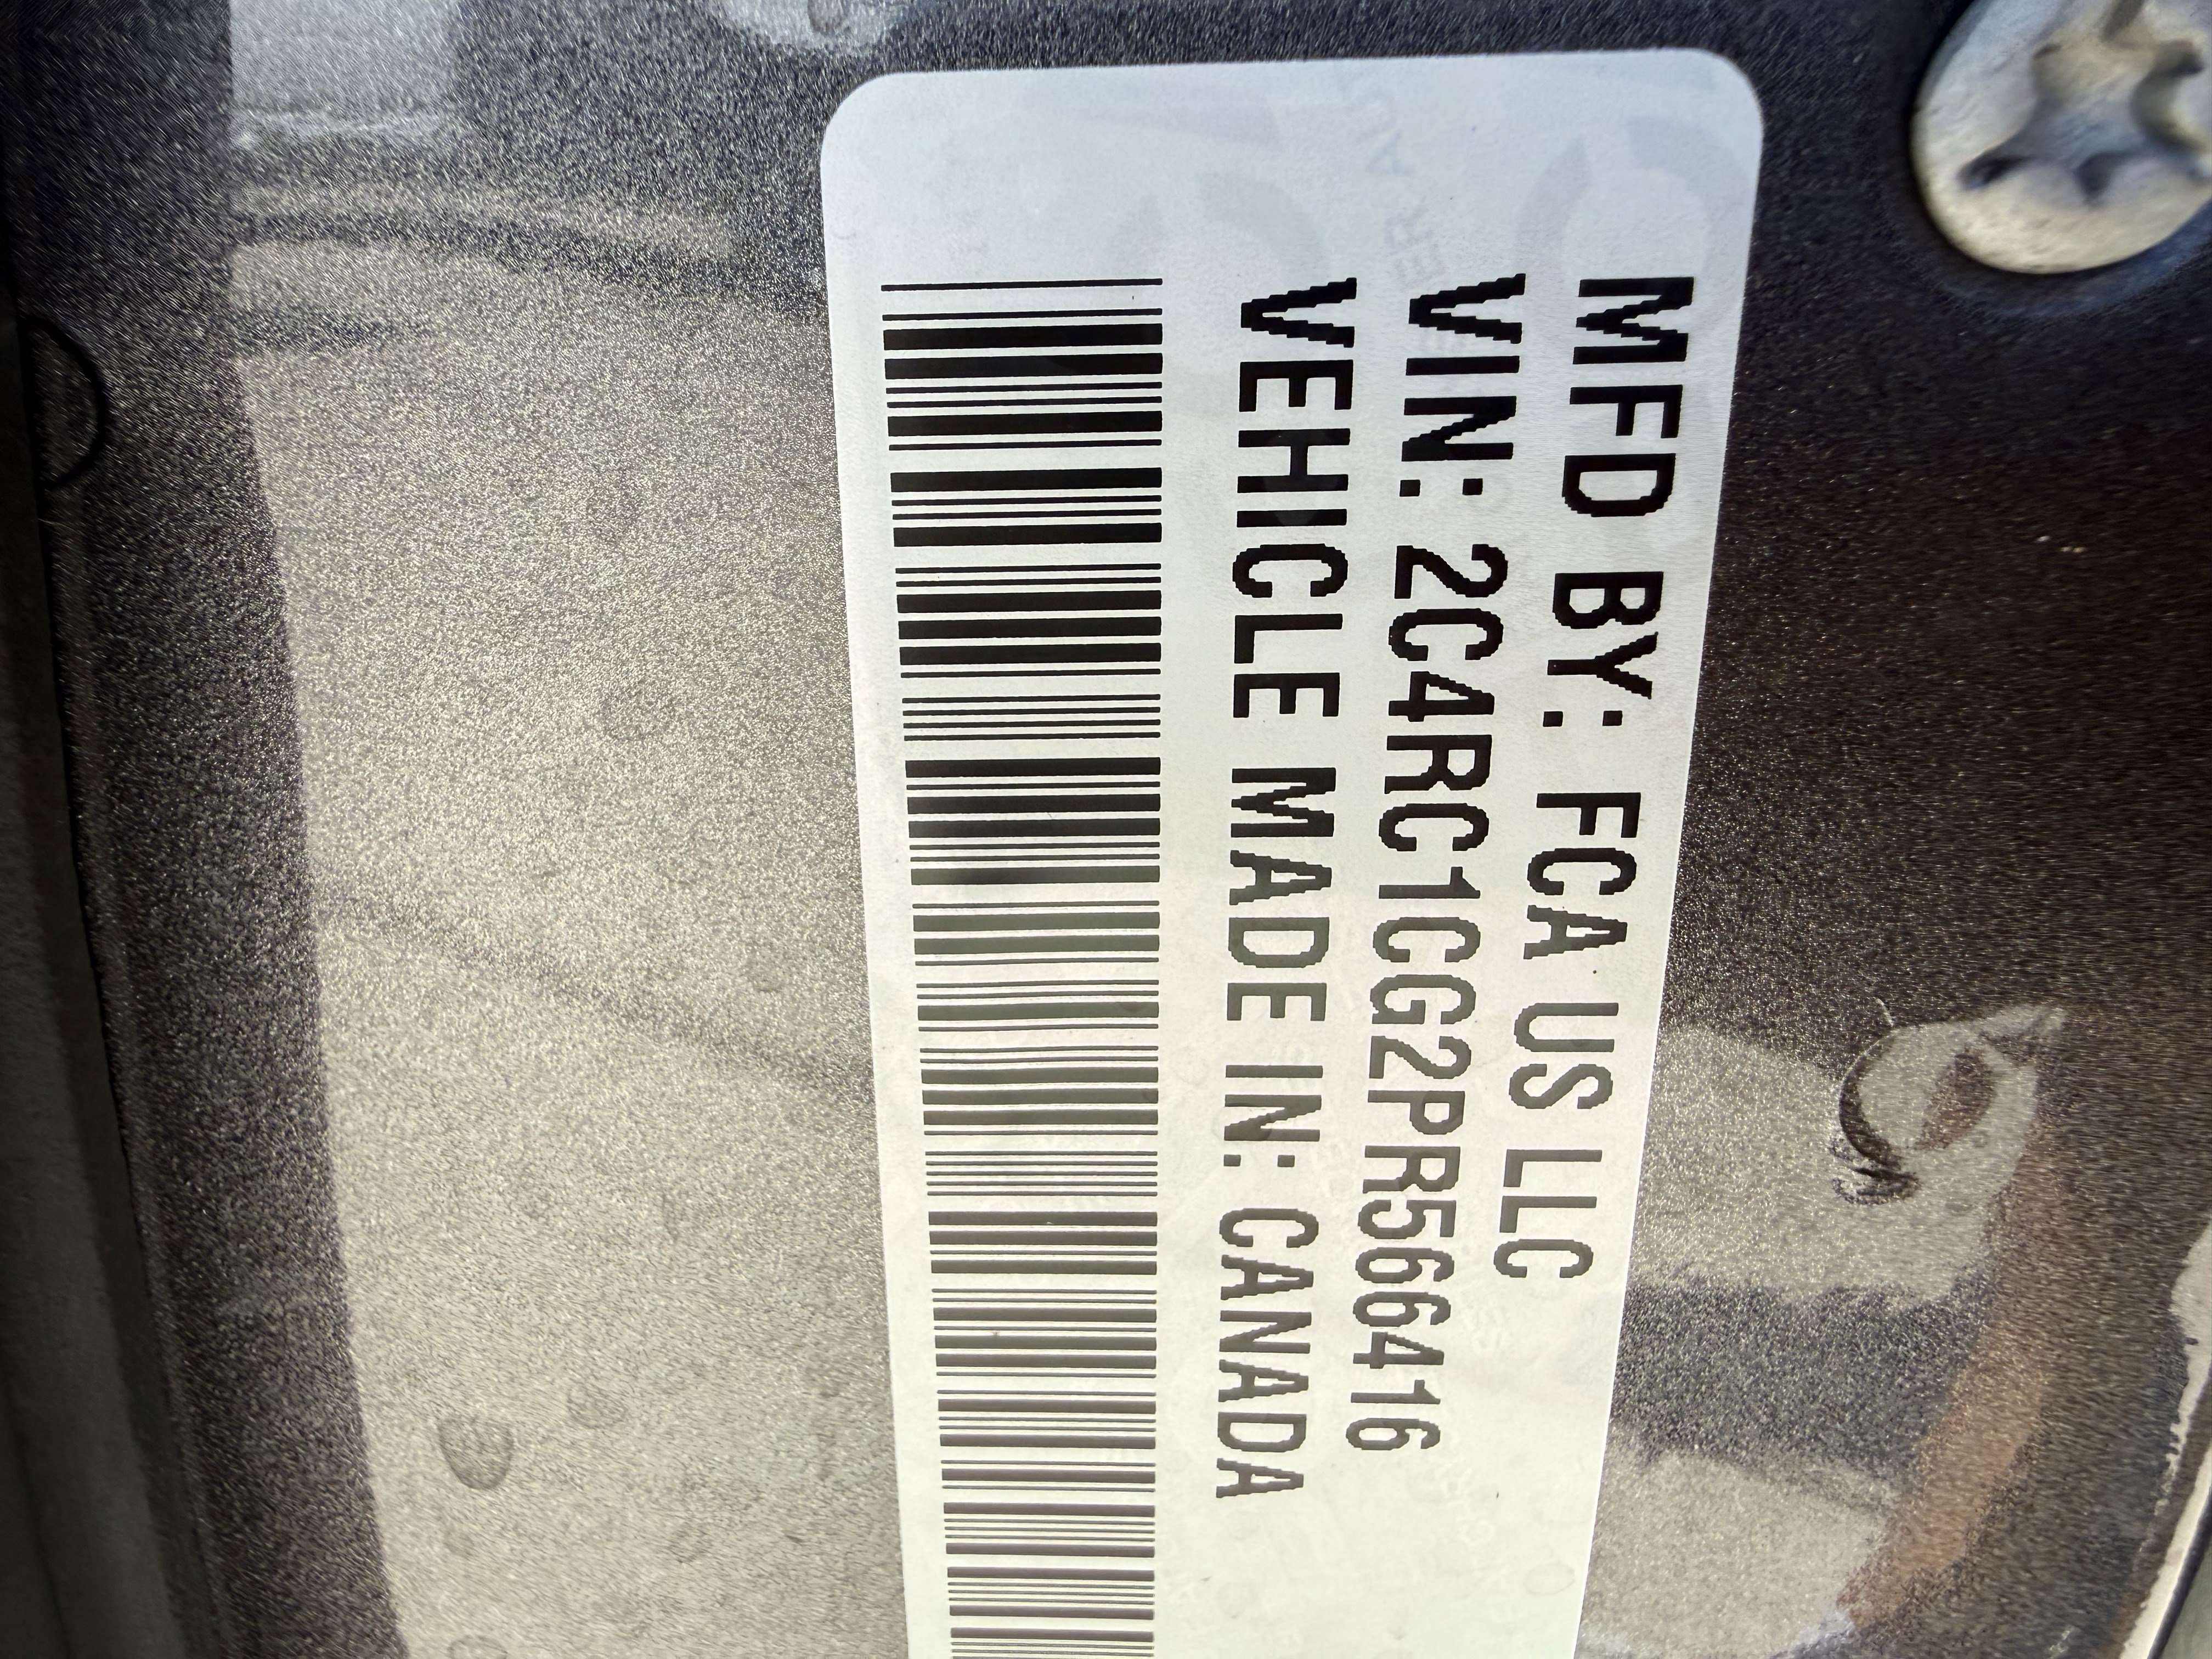 MFD BY: FCA US LLC
VIN: 2C4RC1CG2PR566416
VEHICLE MADE IN: CANADA